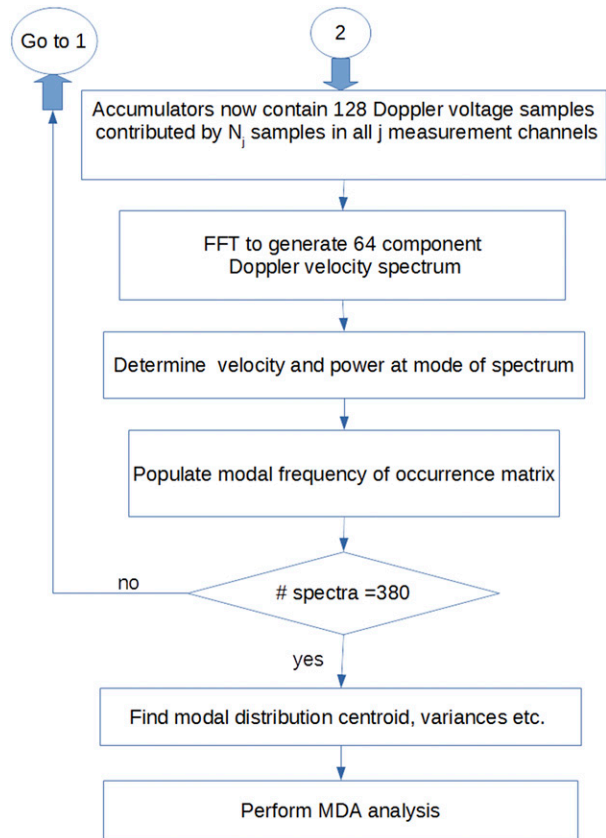 Go to 1
2
Accumulators now contain 128 Doppler voltage samples
contributed by Nj samples in all j measurement channels
FFT to generate 64 component
Doppler velocity spectrum
Determine velocity and power at mode of spectrum
Populate modal frequency of occurrence matrix
no
# spectra =380
yes
Find modal distribution centroid, variances etc.
Perform MDA analysis